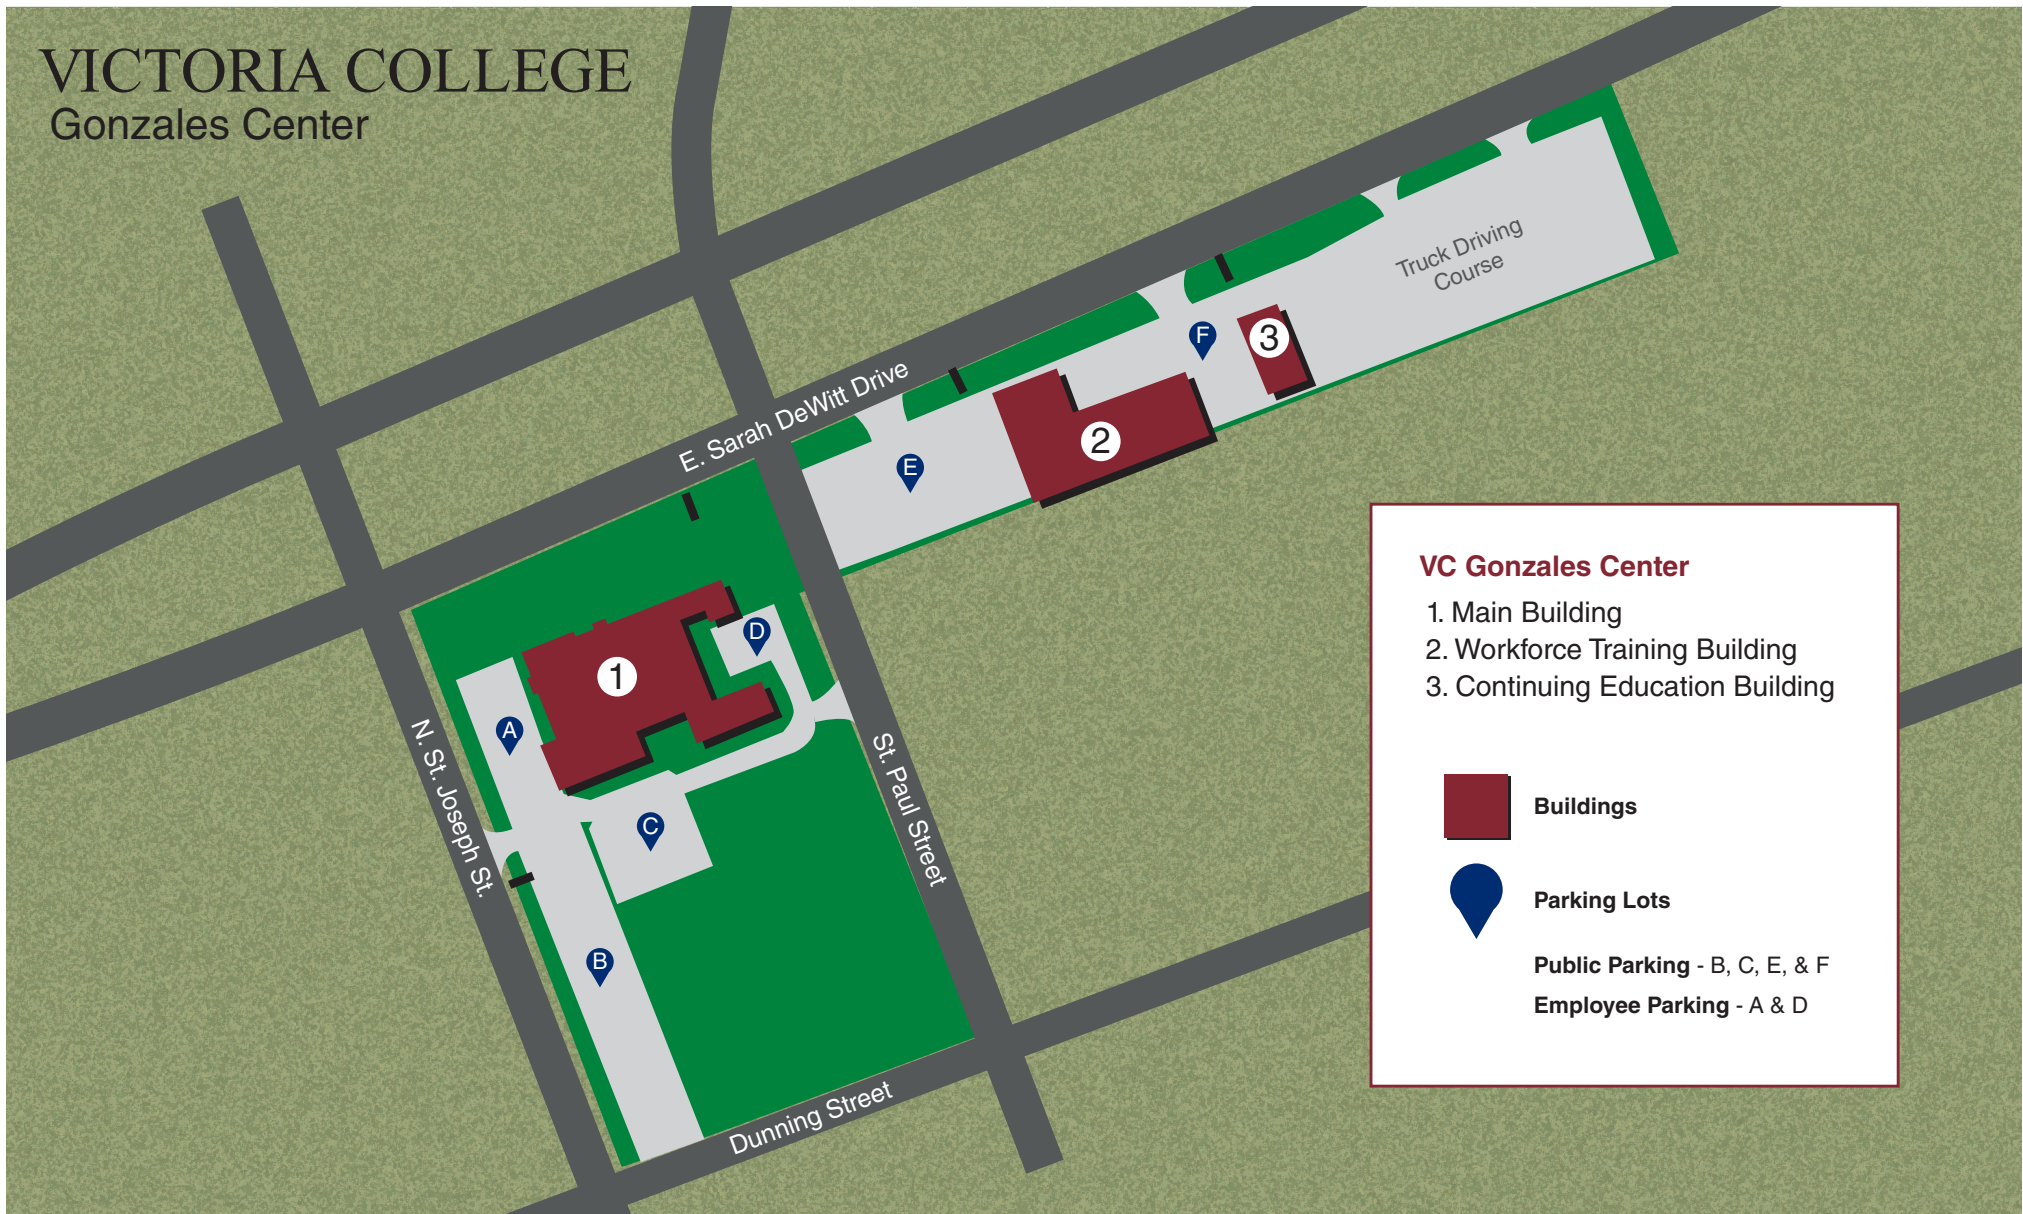 VICTORIA COLLEGE
Gonzales Center
Truck Driving
Course
F
3
E. Sarah DeWitt Drive
2
E
D
1
A
N. St. Joseph St.
St. Paul Street
C
B
Dunning Street
VC Gonzales Center
1. Main Building
2. Workforce Training Building
3. Continuing Education Building
Buildings
Parking Lots
Public Parking - B, C, E, & F
Employee Parking - A & D